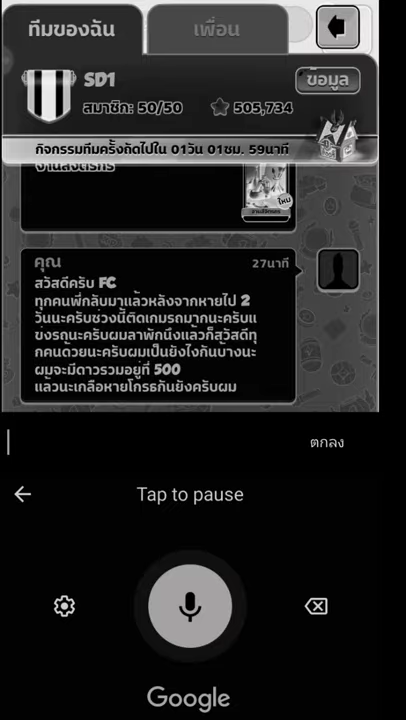 ทีมของฉัน
เพื่อน
SD1
ข้อมูล
สมาชิก: 50/50
505,734
กิจกรรมทีมครั้งถัดไปใน 01วัน 01ชม. 59นาที
ใหม่
คุณ
27นาที
สวัสดีครับ FC
ทุกคนพี่กลับมาแล้วหลังจากหายไป 2
วันนะครับช่วงนี้ติดเกมรถมากนะครับแ
ข่งรถนะครับผมลาพักนึงแล้วก็สวัสดีทุ
กคนด้วยนะครับผมเป็นยังไงกันบ้างนะ
ผมจะมีดาวรวมอยู่ที่ 500
แล้วนะเกลือหายโกรธกันยังครับผม
ตกลง
Tap to pause
Google